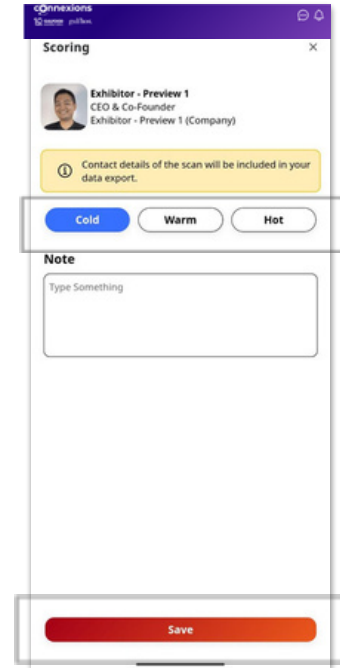 connexions
Scoring ×
Exhibitor - Preview 1
CEO & Co-Founder
Exhibitor - Preview 1 (Company)
Contact details of the scan will be included in your
data export.
Cold Warm Hot
Note
Type Something
Save